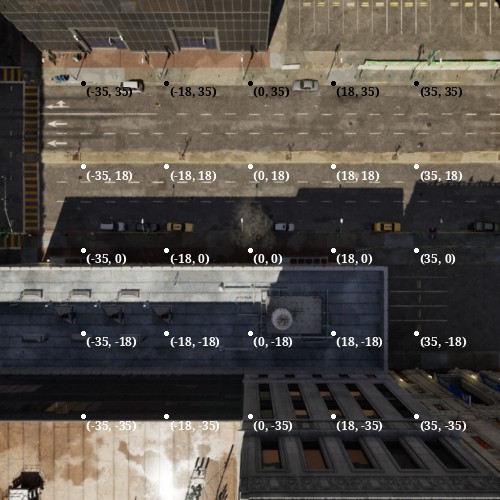 (-35, 35) (-18, 35) (0, 35) (18, 35) (35, 35)
(-35, 18) (-18, 18) (0, 18) (18, 18) (35, 18)
(-35, 0) (-18, 0) (0, 0) (18, 0) (35, 0)
(-35, -18) (-18, -18) (0, -18) (18, -18) (35, -18)
(-35, -35) (-18, -35) (0, -35) (18, -35) (35, -35)